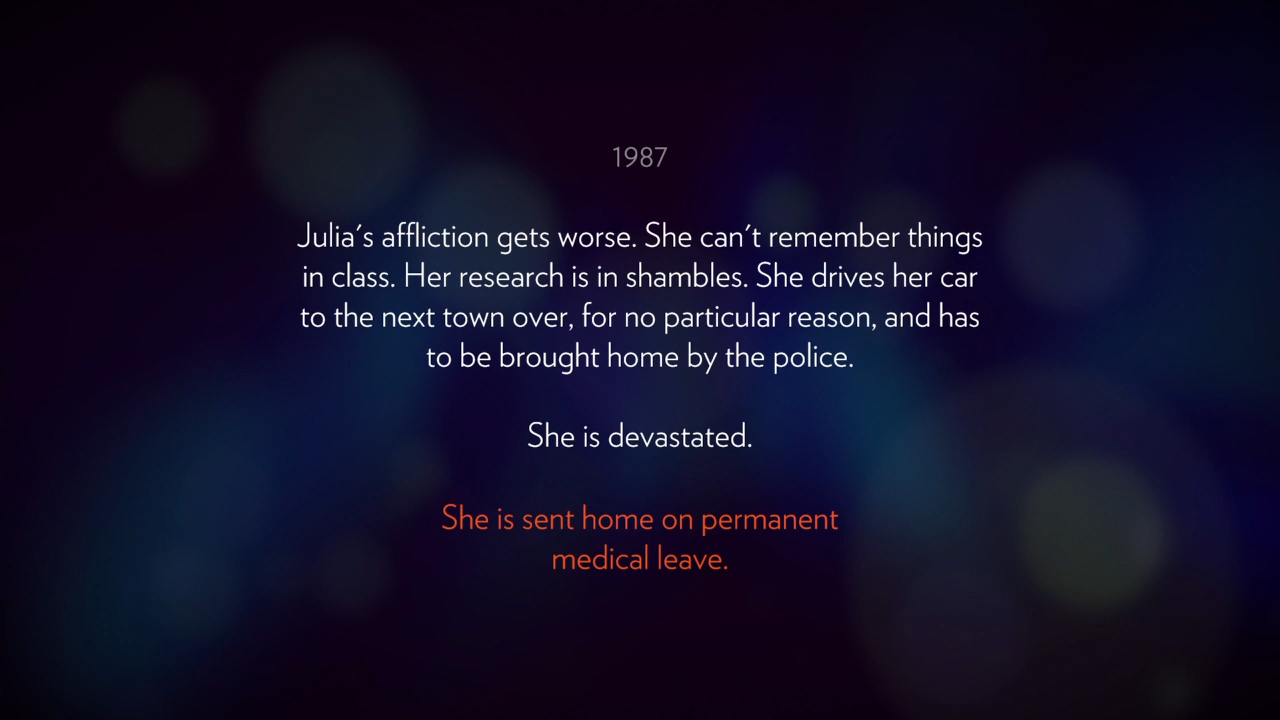 1987
Julia's affliction gets worse. She can't remember things
in class. Her research is in shambles. She drives her car
to the next town over, for no particular reason, and has
to be brought home by the police.
She is devastated.
She is sent home on permanent
medical leave.